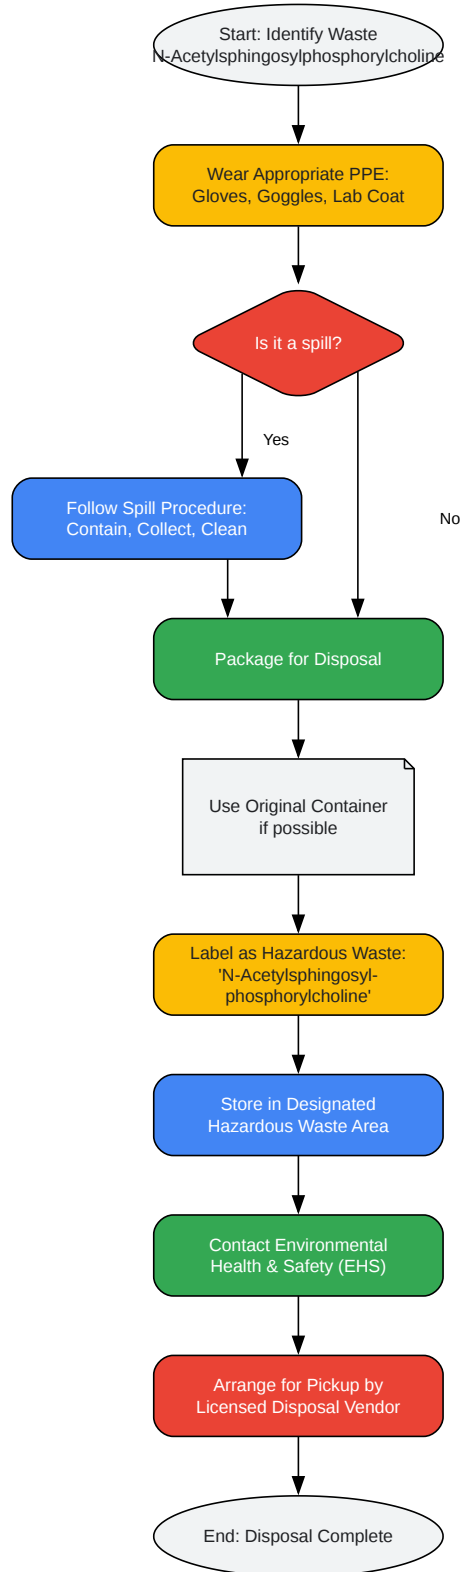 Start: Identify Waste
N-Acetylsphingosylphosphorylcholine
Wear Appropriate PPE:
Gloves, Goggles, Lab Coat
Is it a spill?
Yes
Follow Spill Procedure:
Contain, Collect, Clean
No
Package for Disposal
Use Original Container
if possible
Label as Hazardous Waste:
'N-Acetylsphingosyl-
phosphorylcholine'
Store in Designated
Hazardous Waste Area
Contact Environmental
Health & Safety (EHS)
Arrange for Pickup by
Licensed Disposal Vendor
End: Disposal Complete